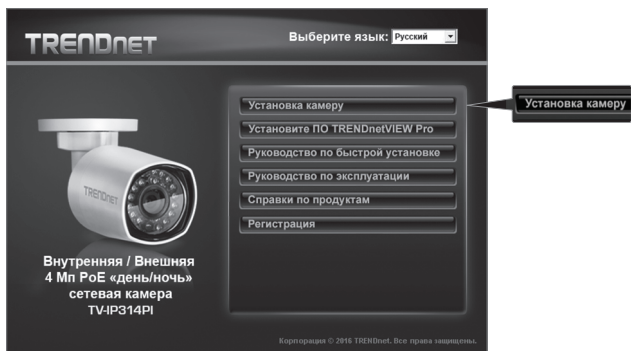 TRENDnET
Выберите язык: Русский
Установка камеру
Установка камеру
Установите ПО TRENDnetVIEW Pro
Руководство по быстрой установке
Руководство по эксплуатации
Справки по продуктам
Регистрация
TRENDNET
Внутренняя / Внешняя
4 Мп PoE «день/ночь»
сетевая камера
TV-IP314PI
Корпорация © 2016 TRENDnet. Все права защищены.